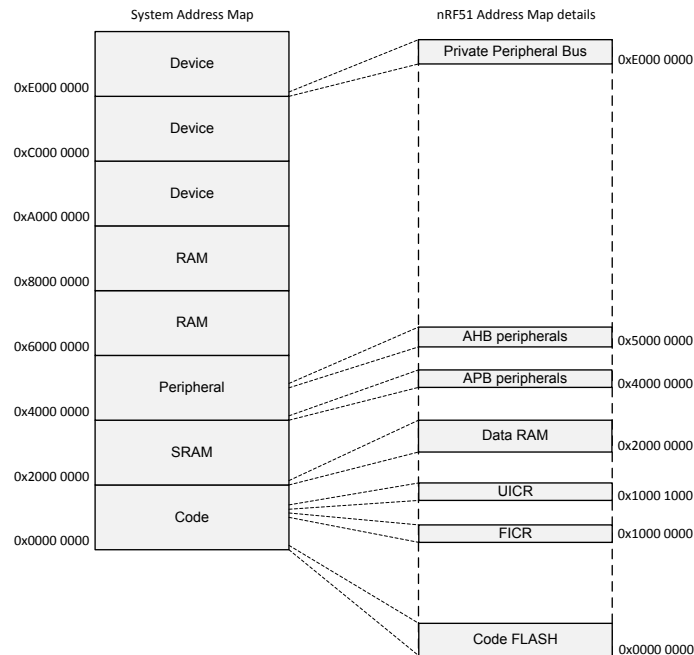 System Address Map
nRF51 Address Map details
Device
0xE000 0000
Device
0xC000 0000
Device
0xA000 0000
RAM
0x8000 0000
RAM
0x6000 0000
Peripheral
0x4000 0000
SRAM
0x2000 0000
Code
0x0000 0000
Private Peripheral Bus
0xE000 0000
AHB peripherals
0x5000 0000
APB peripherals
0x4000 0000
Data RAM
0x2000 0000
UICR
0x1000 1000
FICR
0x1000 0000
Code FLASH
0x0000 0000